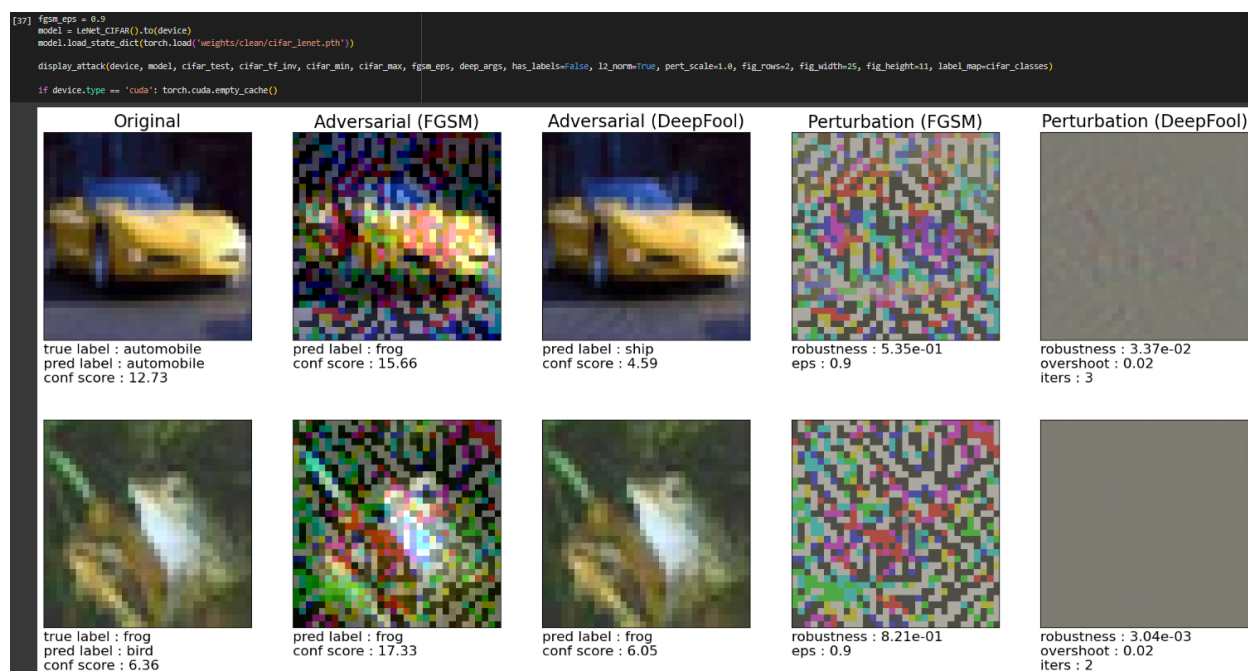 [37] fgsm_eps = 0.9
model = LeNet_CIFAR().to(device)
model.load_state_dict(torch.load('weights/clean/cifar_lenet.pth'))
display_attack(device, model, cifar_test, cifar_tf_inv, cifar_min, cifar_max, fgsm_eps, deep_args, has_labels=False, l2_norm=True, pert_scale=1.0, fig_rows=2, fig_width=25, fig_height=11, label_map=cifar_classes)
if device.type == 'cuda': torch.cuda.empty_cache()
Original Adversarial (FGSM) Adversarial (DeepFool) Perturbation (FGSM) Perturbation (DeepFool)
true label : automobile pred label : frog pred label : ship robustness : 5.35e-01 robustness : 3.37e-02
pred label : automobile conf score : 15.66 conf score : 4.59 eps : 0.9 overshoot : 0.02
conf score : 12.73 iters : 3
true label : frog pred label : frog pred label : frog robustness : 8.21e-01 robustness : 3.04e-03
pred label : bird conf score : 17.33 conf score : 6.05 eps : 0.9 overshoot : 0.02
conf score : 6.36 iters : 2